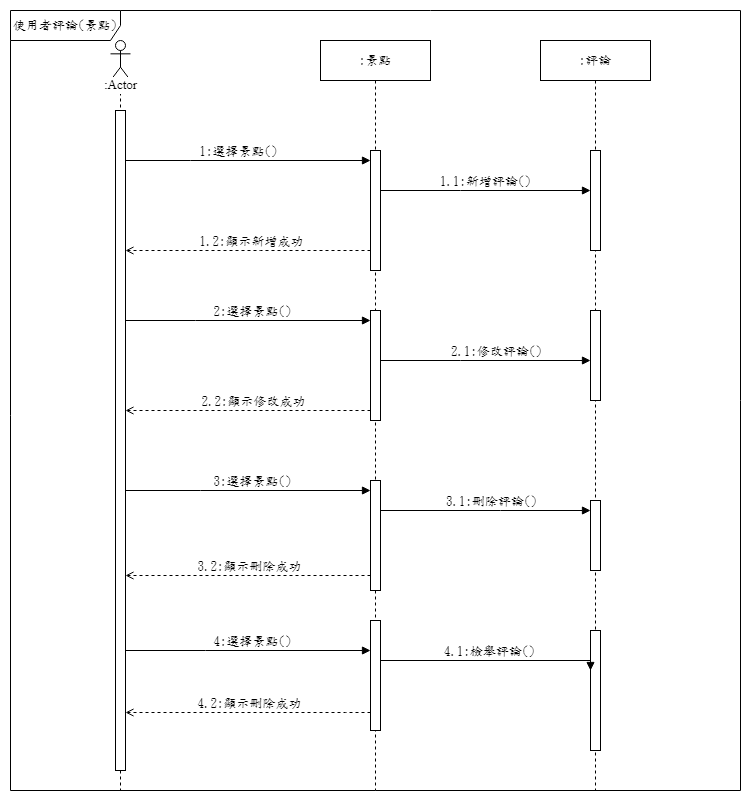 使用者評論(景點)
:Actor
:景點
:評論
1:選擇景點()
1.1:新增評論()
1.2:顯示新增成功
2:選擇景點()
2.1:修改評論()
2.2:顯示修改成功
3:選擇景點()
3.1:刪除評論()
3.2:顯示刪除成功
4:選擇景點()
4.1:檢舉評論()
4.2:顯示刪除成功